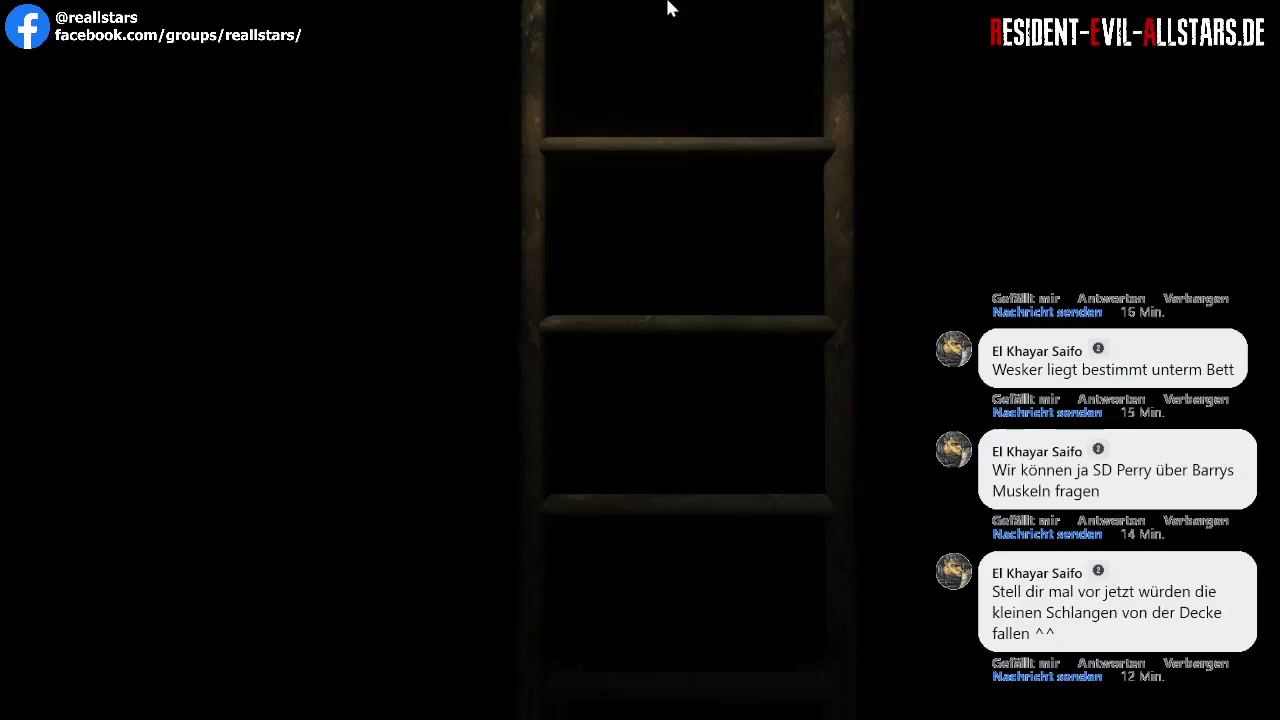 @reallstars
facebook.com/groups/reallstars/
RESIDENT-EVIL-ALLSTARS.DE
Gefällt mir Antworten Verbergen
Nachricht senden 16 Min.
El Khayar Saifo 2
Wesker liegt bestimmt unterm Bett
Gefällt mir Antworten Verbergen
Nachricht senden 15 Min.
El Khayar Saifo 2
Wir können ja SD Perry über Barrys
Muskeln fragen
Gefällt mir Antworten Verbergen
Nachricht senden 14 Min.
El Khayar Saifo 2
Stell dir mal vor jetzt würden die
kleinen Schlangen von der Decke
fallen ^^
Gefällt mir Antworten Verbergen
Nachricht senden 12 Min.